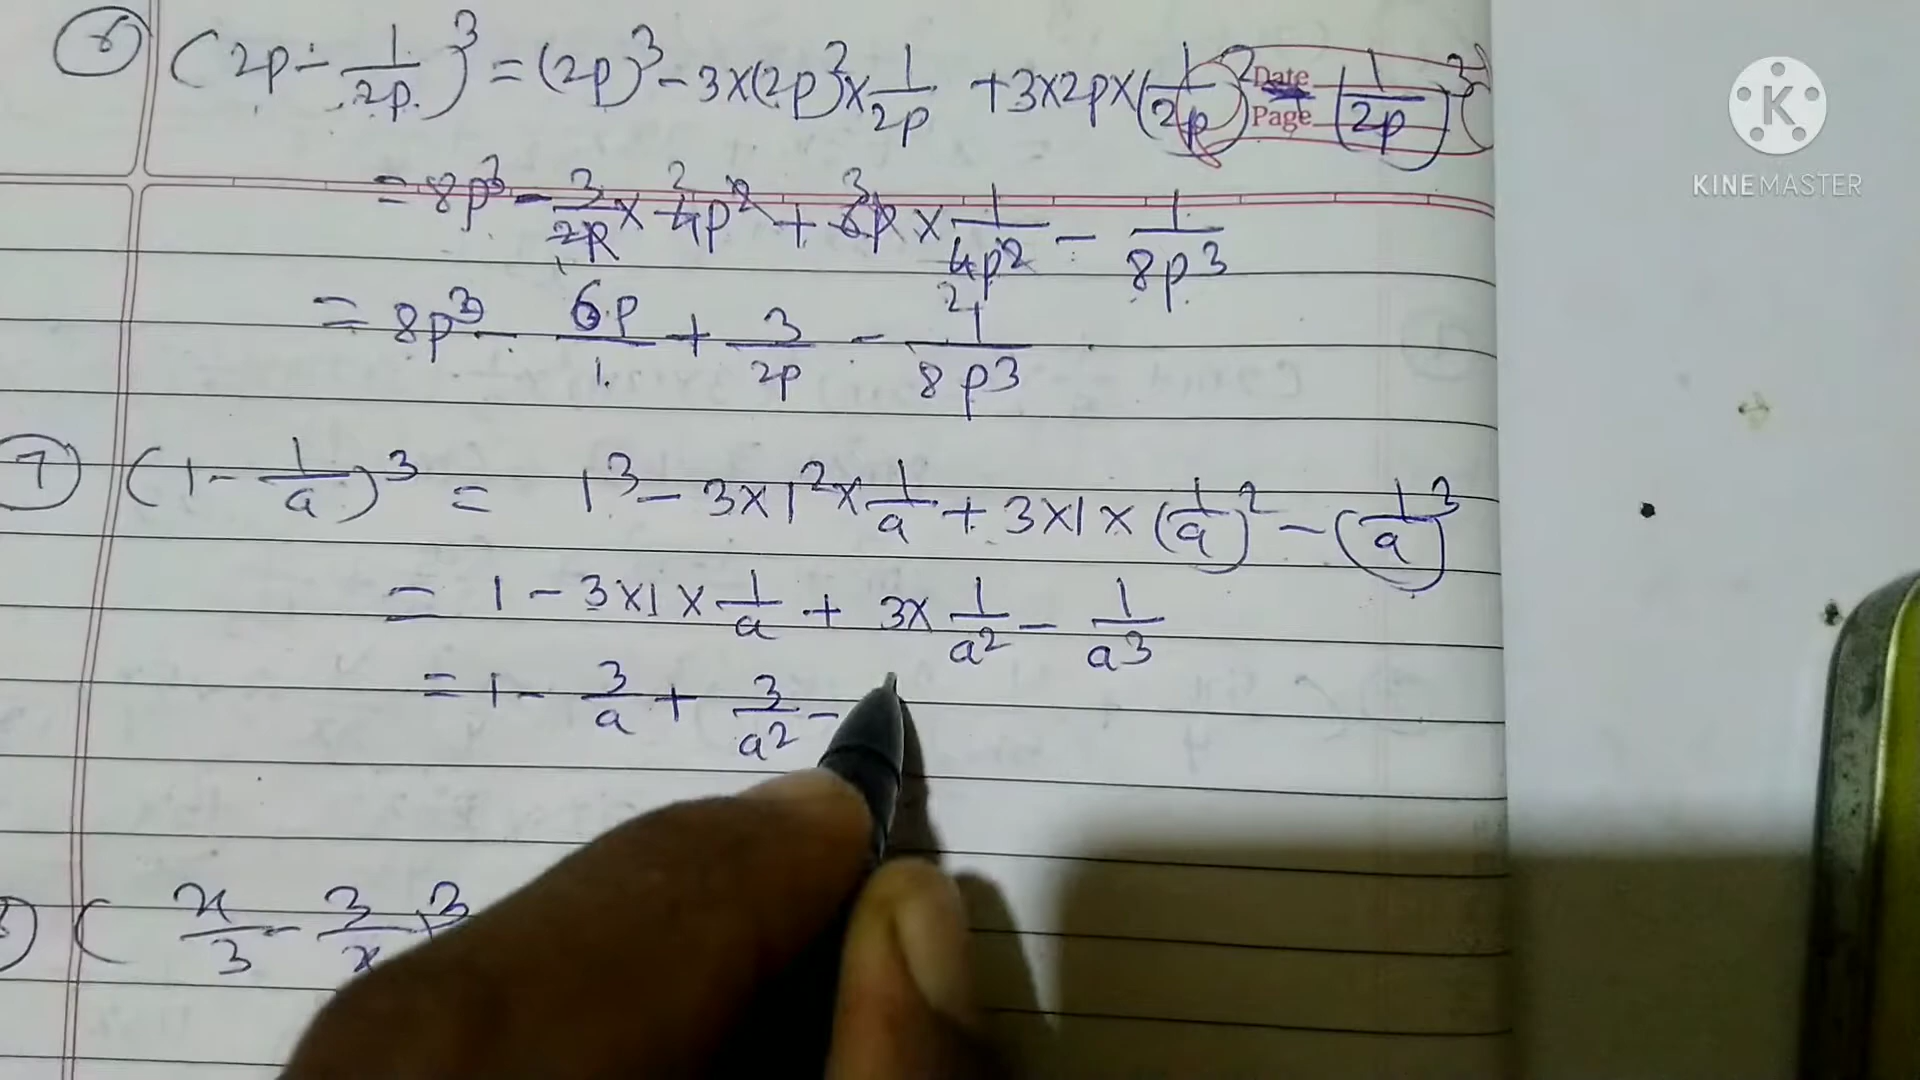 6 (2p - 1/2p)³ = (2p)³ - 3×(2p)²×1/2p + 3×2p×(1/2p)² - (1/2p)³
Date
Page
K
KINEMASTER
= 8p³ - 3/2p × 4p² + 6p × 1/4p² - 1/8p³
= 8p³ - 6p/1 + 3/2p - 1/8p³
7 (1 - 1/a)³ = 1³ - 3×1²×1/a + 3×1×(1/a)² - (1/a)³
= 1 - 3×1×1/a + 3×1/a² - 1/a³
= 1 - 3/a + 3/a² -
(x/3 - 3/x)³